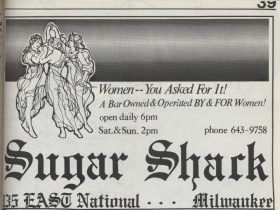 39
Women--You Asked For It!
A Bar Owned & Operated BY & FOR Women!
open daily 6pm
Sat.& Sun. 2pm
phone 643-9758
Sugar Shack
135 EAST National . . . Milwaukee